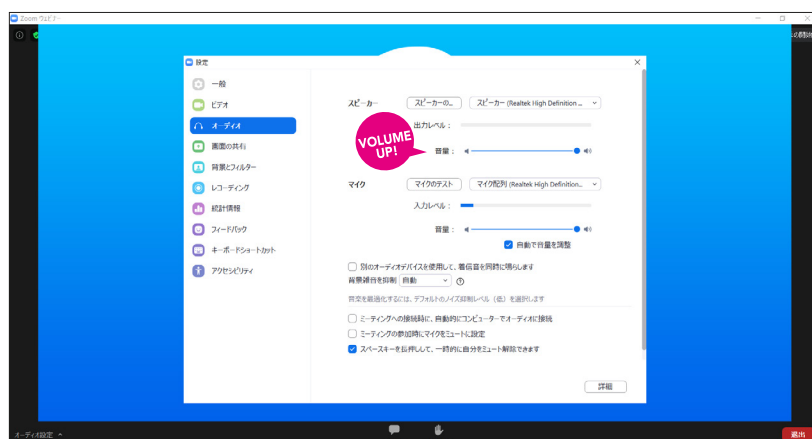 Zoom ウェビナー
の開始
設定
一般
ビデオ
オーディオ
画面の共有
背景とフィルター
レコーディング
統計情報
フィードバック
キーボードショートカット
アクセシビリティ
スピーカー
スピーカーの...
スピーカー (Realtek High Definition ...
出力レベル：
音量：
VOLUME
UP!
マイク
マイクのテスト
マイク配列 (Realtek High Definition...
入力レベル：
音量：
自動で音量を調整
別のオーディオデバイスを使用して、着信音を同時に鳴らします
背景雑音を抑制
自動
音楽を最適化するには、デフォルトのノイズ抑制レベル（低）を選択します
ミーティングへの接続時に、自動的にコンピューターでオーディオに接続
ミーティングの参加時にマイクをミュートに設定
スペースキーを長押しして、一時的に自分をミュート解除できます
詳細
オーディオ設定
退出